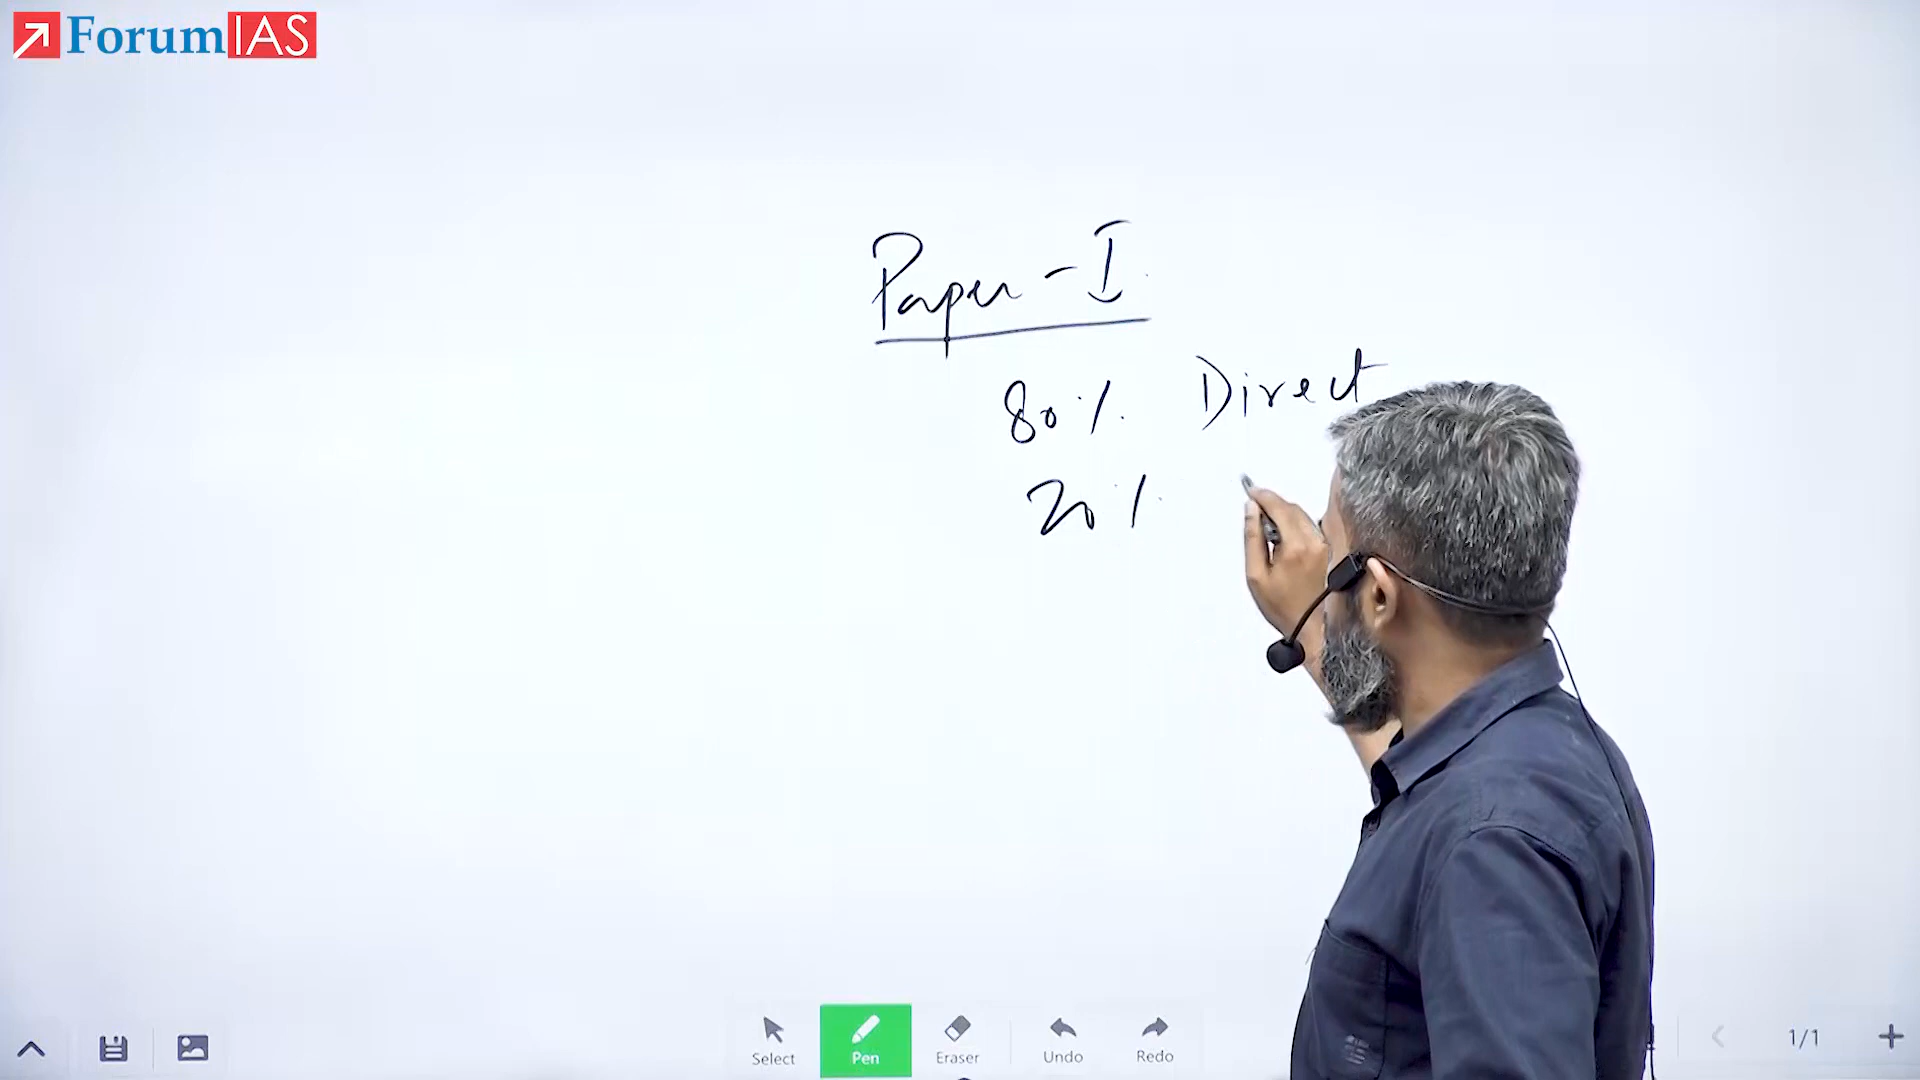 ForumIAS
Paper - I
80% Direct
20%
Select
Pen
Eraser
Undo
Redo
1/1